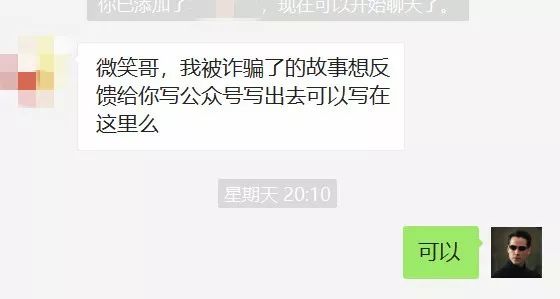 你已添加了
，现在可以开始聊天了。
微笑哥，我被诈骗了的故事想反
馈给你写公众号写出去可以写在
这里么
星期天 20:10
可以